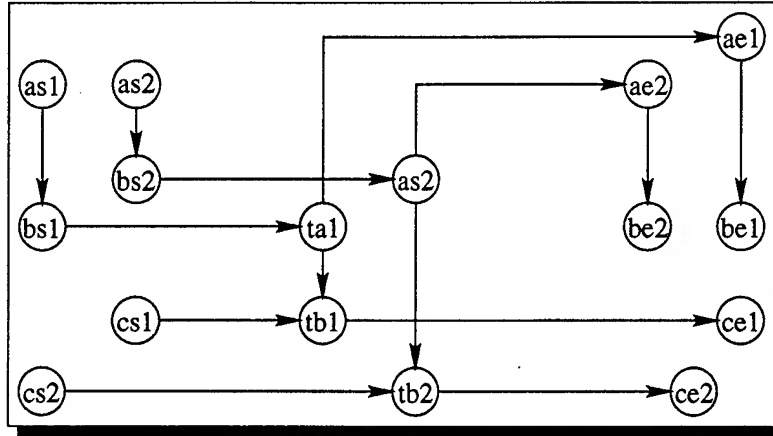 ae1
as1 as2 ae2
bs2 as2
bs1 ta1 be2 be1
cs1 tb1 ce1
cs2 tb2 ce2